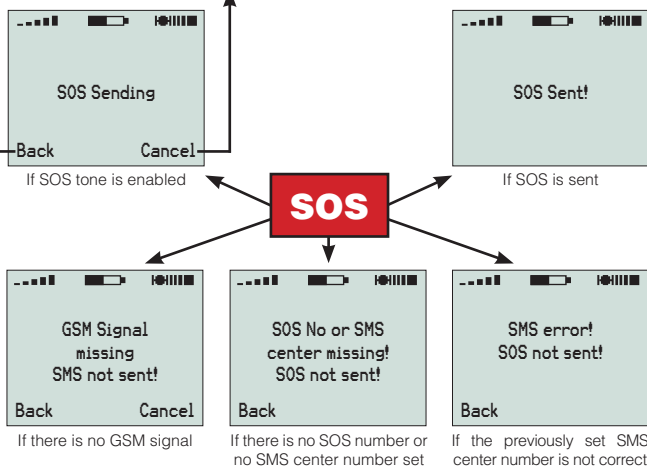 SOS Sending
Back Cancel
If SOS tone is enabled
SOS Sent!
If SOS is sent
SOS
GSM Signal
missing
SMS not sent!
Back Cancel
If there is no GSM signal
SOS No or SMS
center missing!
SOS not sent!
Back
If there is no SOS number or
no SMS center number set
SMS error!
SOS not sent!
Back
If the previously set SMS
center number is not correct